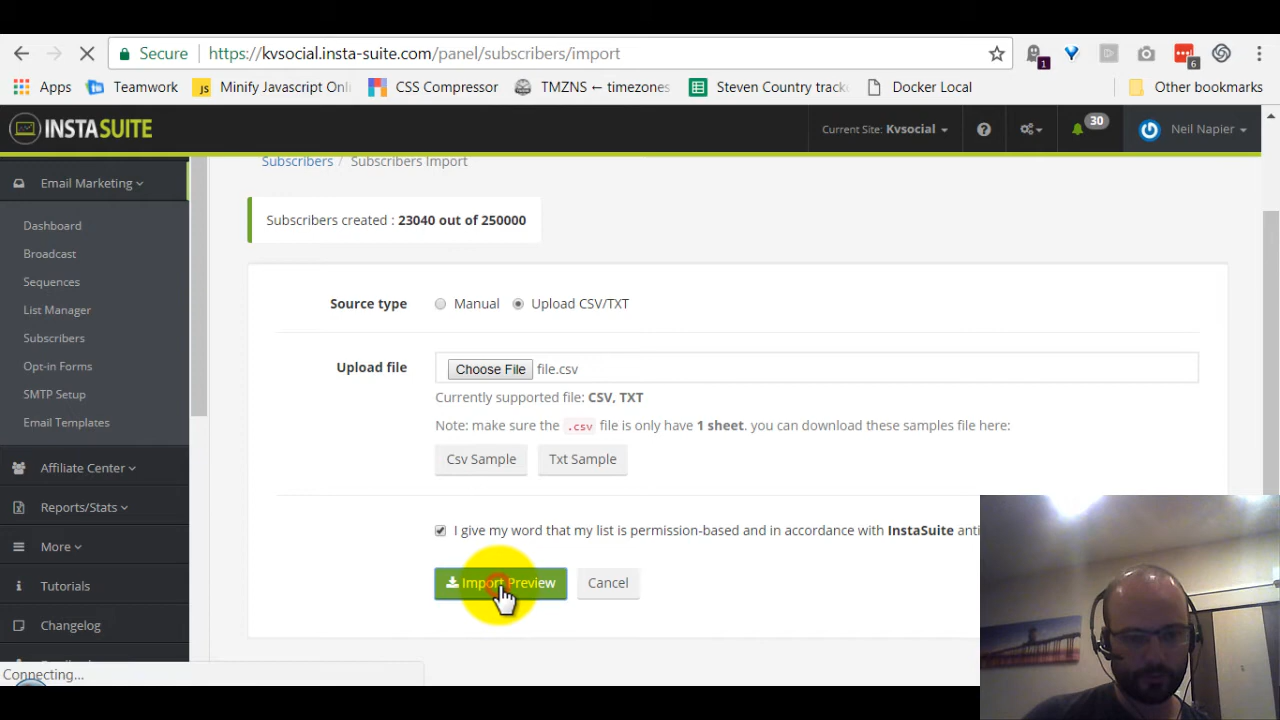 Secure https://kvsocial.insta-suite.com/panel/subscribers/import
1
6
Apps Teamwork JS Minify Javascript Onli CSS Compressor TMZNS ← timezones Steven Country track Docker Local Other bookmarks
INSTASUITE
Current Site: Kvsocial
30
Neil Napier
Subscribers / Subscribers Import
Email Marketing
Dashboard
Broadcast
Sequences
List Manager
Subscribers
Opt-in Forms
SMTP Setup
Email Templates
Affiliate Center
Reports/Stats
More
Tutorials
Changelog
Subscribers created : 23040 out of 250000
Source type Manual Upload CSV/TXT
Upload file Choose File file.csv
Currently supported file: CSV, TXT
Note: make sure the .csv file is only have 1 sheet. you can download these samples file here:
Csv Sample Txt Sample
I give my word that my list is permission-based and in accordance with InstaSuite anti
Import Preview Cancel
Connecting...